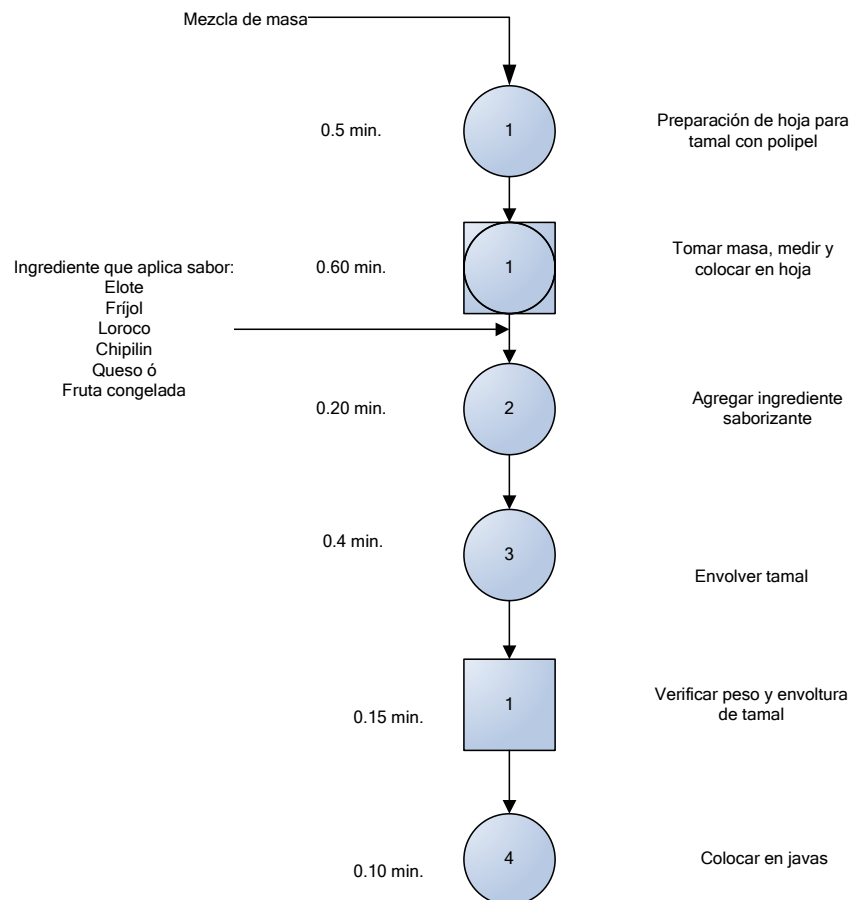 Mezcla de masa
0.5 min.
1
Preparación de hoja para
tamal con polipel
Ingrediente que aplica sabor:
Elote
Fríjol
Loroco
Chipilin
Queso ó
Fruta congelada
0.60 min.
1
Tomar masa, medir y
colocar en hoja
0.20 min.
2
Agregar ingrediente
saborizante
0.4 min.
3
Envolver tamal
0.15 min.
1
Verificar peso y envoltura
de tamal
0.10 min.
4
Colocar en javas